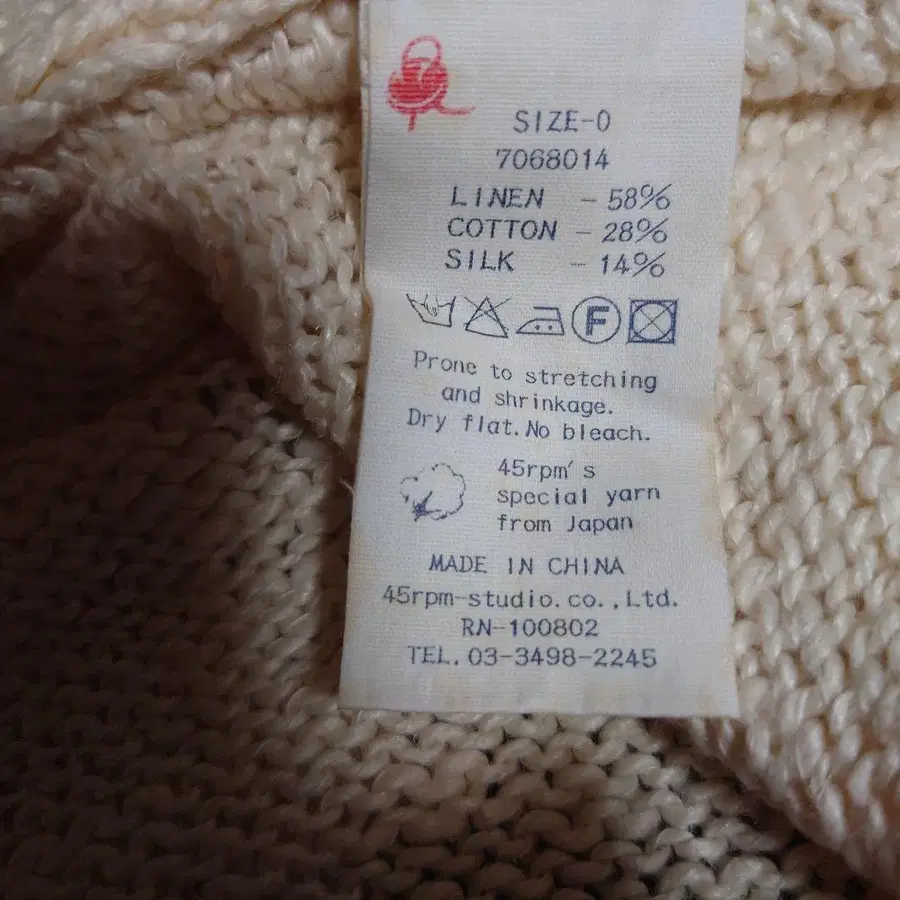 SIZE-0
7068014
LINEN - 58%
COTTON - 28%
SILK - 14%
F
Prone to stretching
and shrinkage.
Dry flat. No bleach.
45rpm's
special yarn
from Japan
MADE IN CHINA
45rpm-studio.co.,Ltd.
RN-100802
TEL. 03-3498-2245